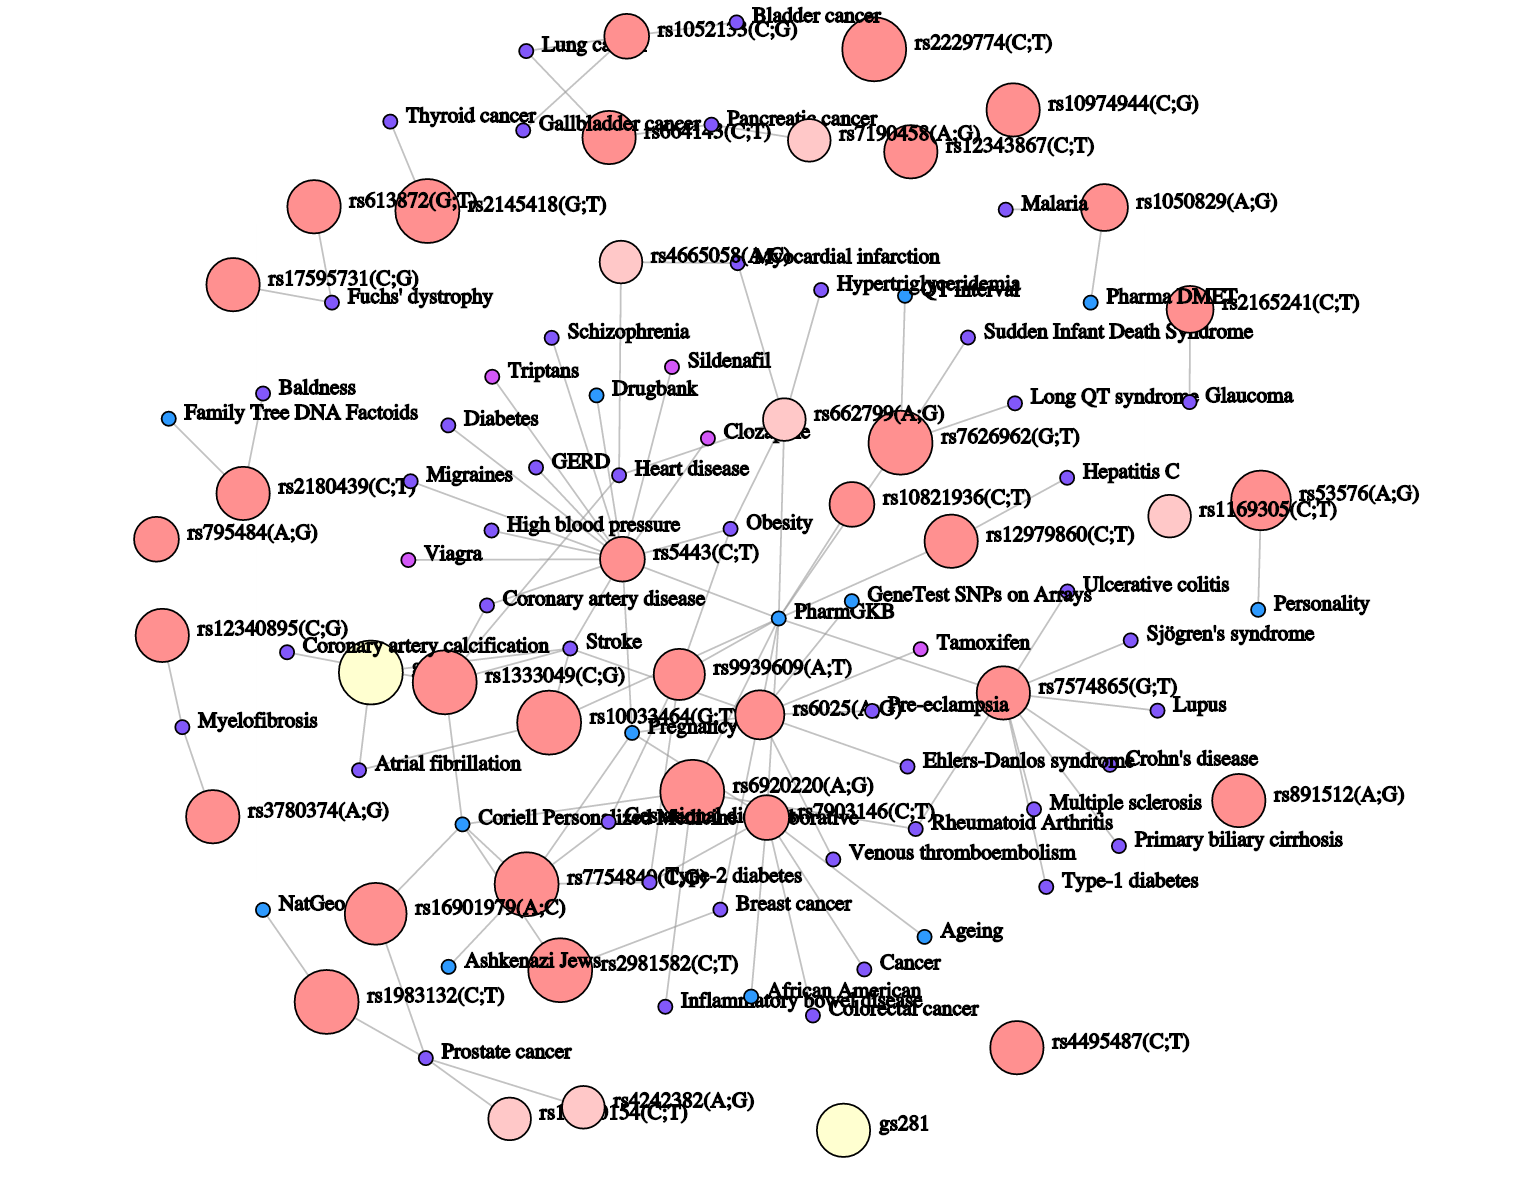 Bladder cancer
rs1052133(C;G)
Lung
rs2229774(C;T)
rs10974944(C;G)
Thyroid cancer
Gallbladder cancer
Pancreatic cancer
rs664143(C;T)
rs7190458(A;G)
rs12343867(C;T)
rs613872(G;T)
rs2145418(G;T)
Malaria
rs1050829(A;G)
rs4665058(A;C)
Myocardial infarction
rs17595731(C;G)
Fuchs' dystrophy
Hypertriglyceridemia
QT interval
Pharma DMET
rs2165241(C;T)
Schizophrenia
Sudden Infant Death Syndrome
Triptans
Sildenafil
Drugbank
Baldness
Family Tree DNA Factoids
Long QT syndrome
Glaucoma
Diabetes
rs662799(A;G)
Clozapine
rs7626962(G;T)
GERD
Heart disease
Migraines
Hepatitis C
rs2180439(C;T)
rs10821936(C;T)
rs53576(A;G)
rs1169305(C;T)
High blood pressure
Obesity
rs795484(A;G)
rs12979860(C;T)
Viagra
rs5443(C;T)
Ulcerative colitis
GeneTest SNPs on Arrays
Coronary artery disease
PharmGKB
Personality
rs12340895(C;G)
Coronary artery calcification
Stroke
Tamoxifen
Sjögren's syndrome
rs1333049(C;G)
rs9939609(A;T)
rs7574865(G;T)
Myelofibrosis
rs10033464(G;T)
Pregnancy
rs6025(A;G)
Pre-eclampsia
Lupus
Atrial fibrillation
Ehlers-Danlos syndrome
Crohn's disease
rs6920220(A;G)
rs891512(A;G)
rs3780374(A;G)
Coriell Personalized Medicine Collaborative
Gestational diabetes
rs7903146(C;T)
Rheumatoid Arthritis
Multiple sclerosis
Primary biliary cirrhosis
Venous thromboembolism
rs7754840(C;G)
Type-2 diabetes
Type-1 diabetes
NatGeo
rs16901979(A;C)
Breast cancer
Ageing
Ashkenazi Jews
rs2981582(C;T)
Cancer
rs1983132(C;T)
Inflammatory bowel disease
African American
Colorectal cancer
rs4495487(C;T)
Prostate cancer
rs4242382(A;G)
gs281